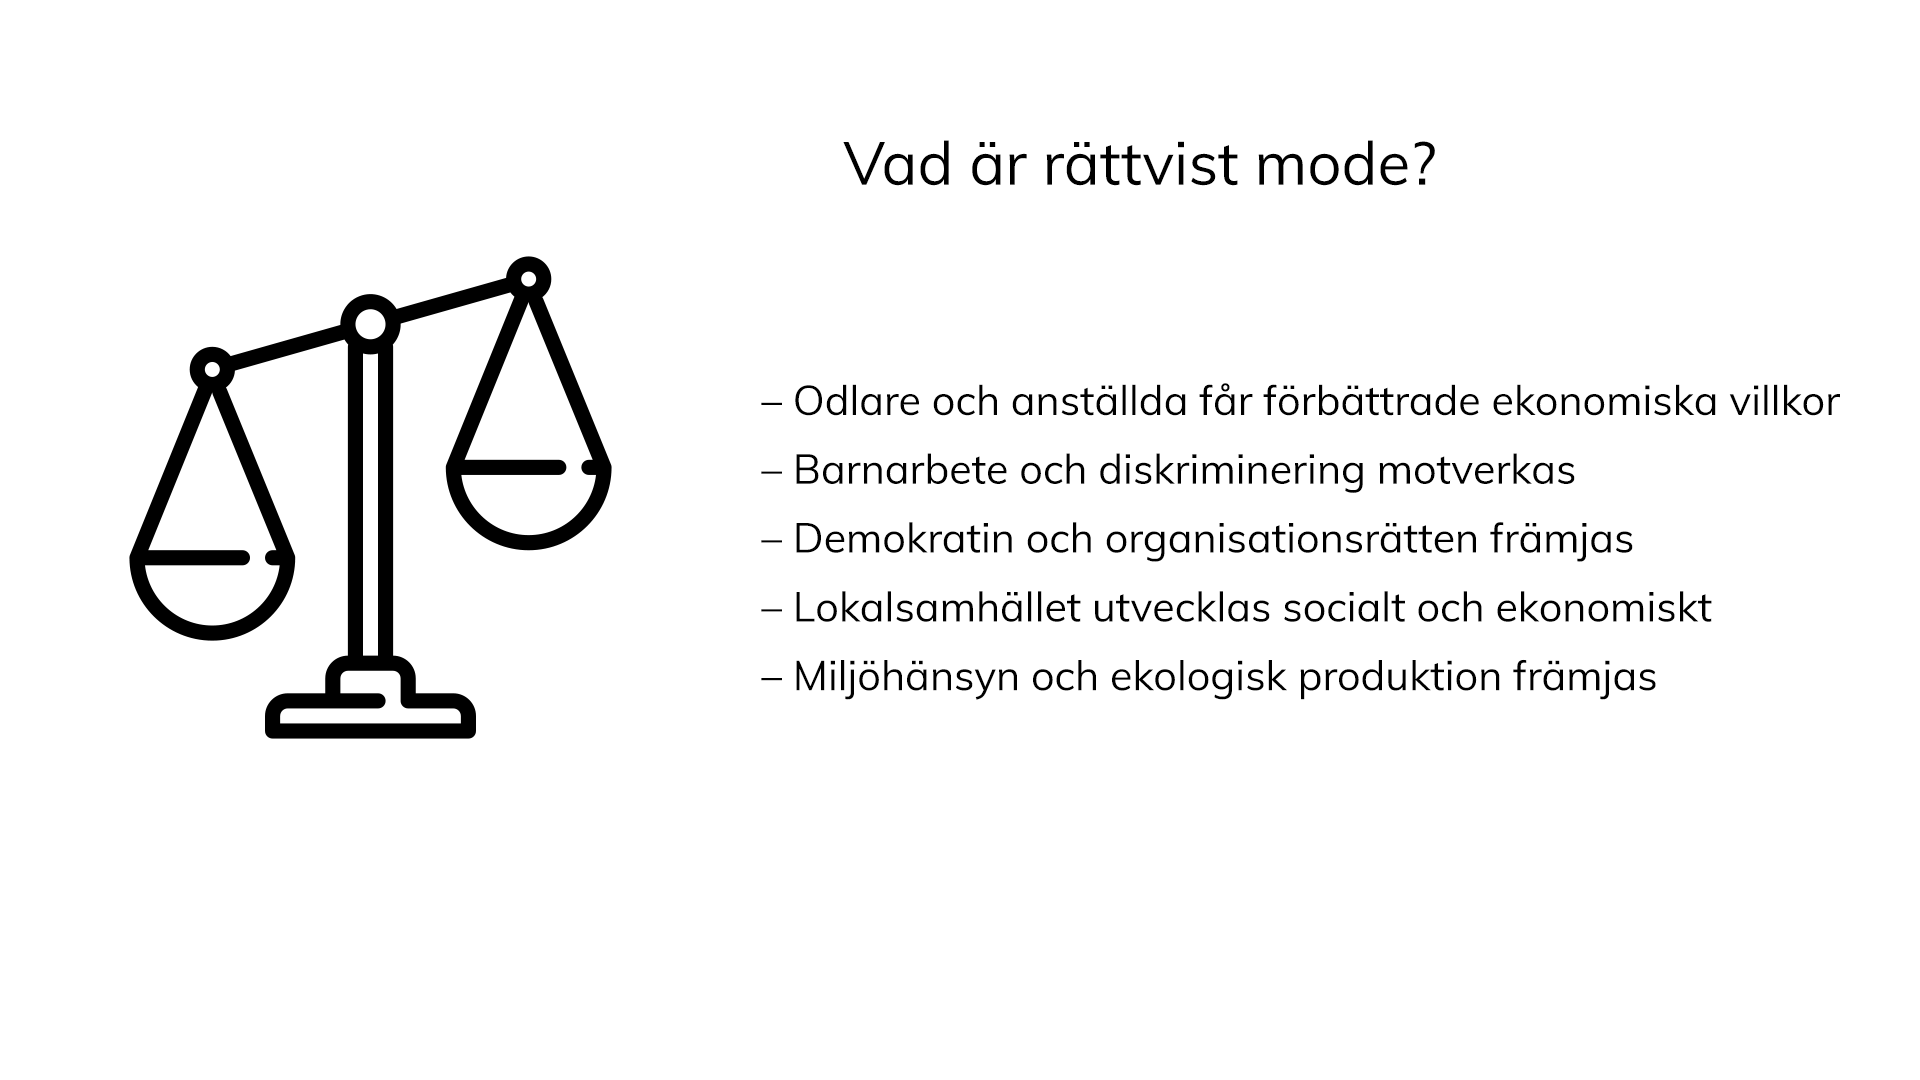 Vad är rättvist mode?
– Odlare och anställda får förbättrade ekonomiska villkor
– Barnarbete och diskriminering motverkas
– Demokratin och organisationsrätten främjas
– Lokalsamhället utvecklas socialt och ekonomiskt
– Miljöhänsyn och ekologisk produktion främjas